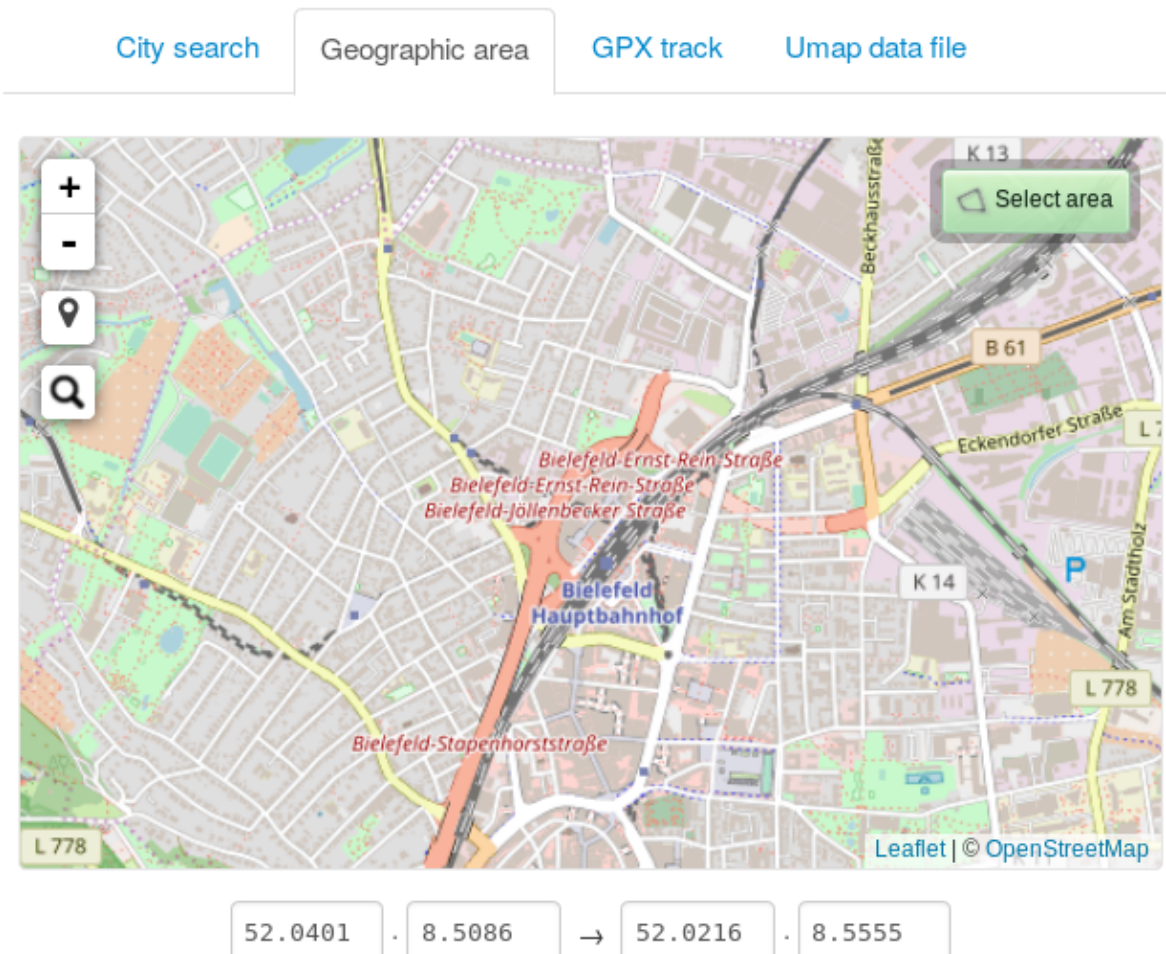 City search
Geographic area
GPX track
Umap data file
+
-
K 13
Select area
Beckhausstraße
B 61
Eckendorfer Straße
L 7
Bielefeld-Ernst-Rein-Straße
Bielefeld-Ernst-Rein-Straße
Bielefeld-Jöllenbecker Straße
P
K 14
Am Stadtholz
Bielefeld
Hauptbahnhof
L 778
Bielefeld-Stapenhorststraße
L 778
Leaflet | © OpenStreetMap
52.0401 . 8.5086 → 52.0216 . 8.5555